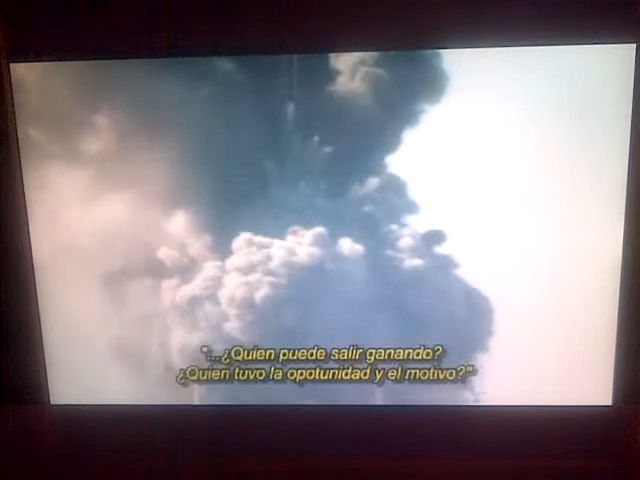 "...¿Quien puede salir ganando?
¿Quien tuvo la opotunidad y el motivo?"